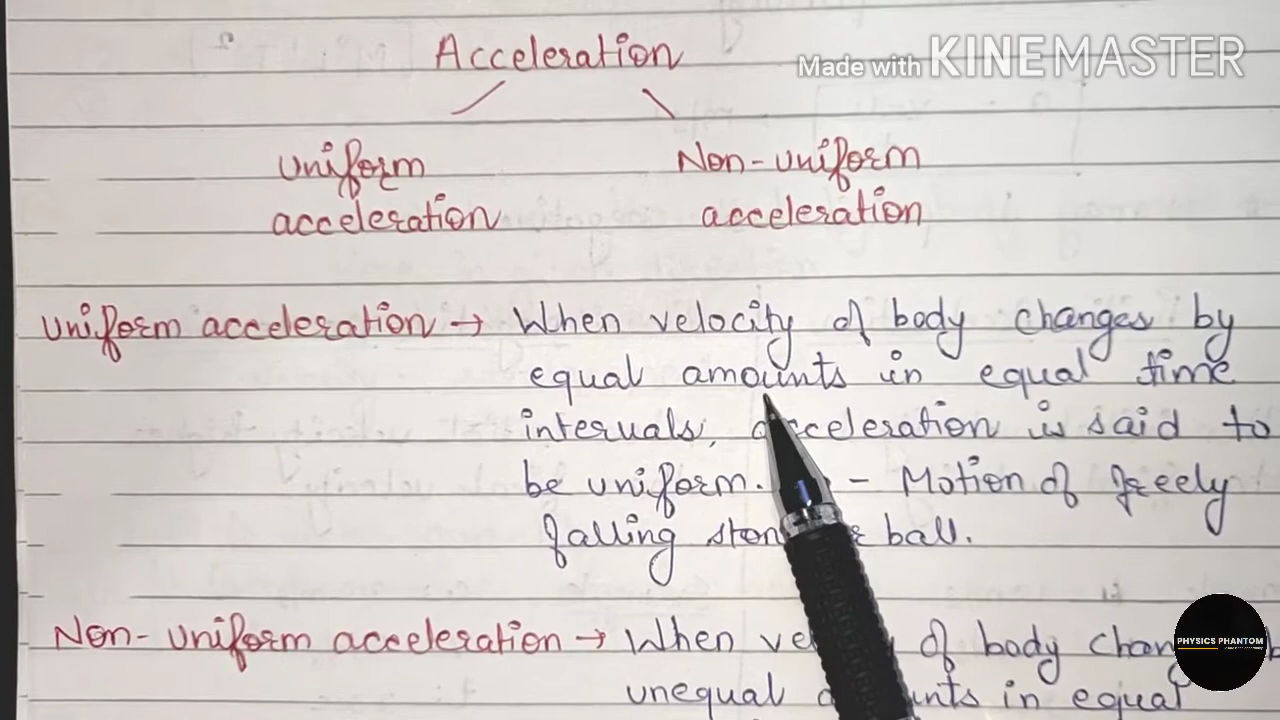 Acceleration
Made with KINEMASTER
Uniform Non-uniform
acceleration acceleration
Uniform acceleration → When velocity of body changes by
equal amounts in equal time
intervals, acceleration is said to
be uniform. - Motion of freely
falling ball.
Non-uniform acceleration → When of body
unequal in equal
PHYSICS PHANTOM